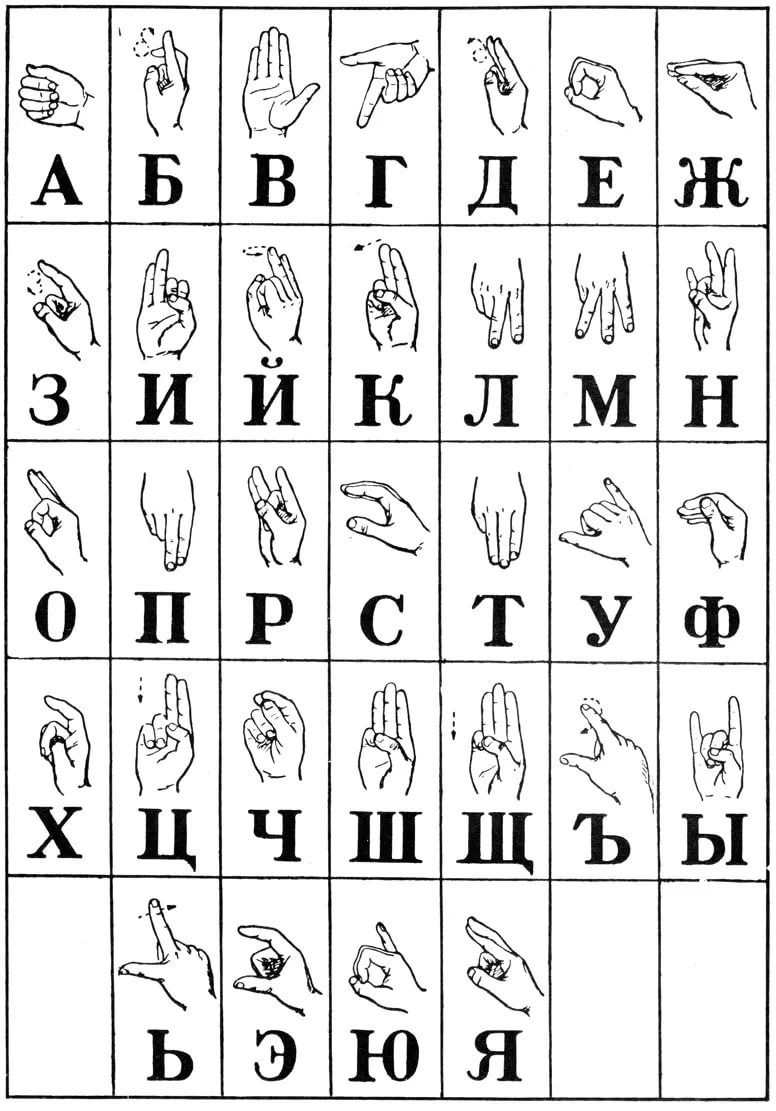 А Б В Г Д Е Ж
З И Й К Л М Н
О П Р С Т У Ф
Х Ц Ч Ш Щ Ъ Ы
Ь Э Ю Я